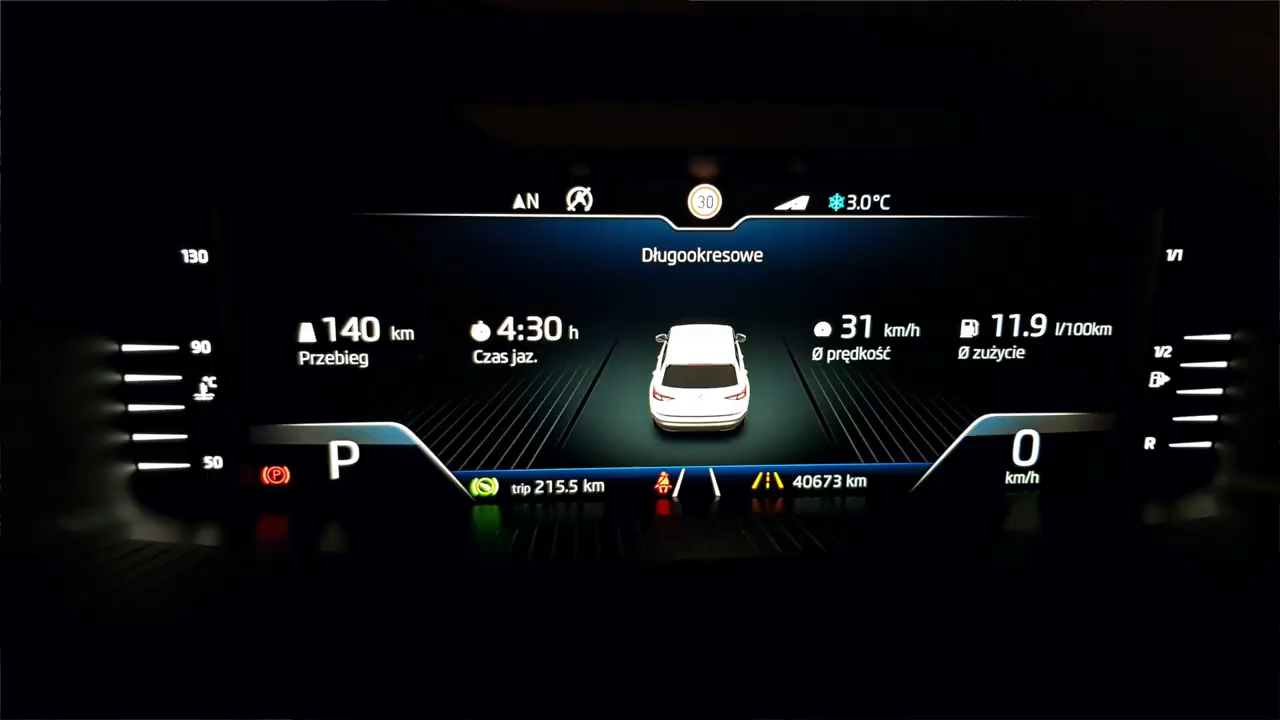 N 30 3.0°C
Długookresowe
130 1/1
140 km 4:30 h 31 km/h 11.9 l/100km
Przebieg Czas jaz. Ø prędkość Ø zużycie
90 1/2
°C
P 0
km/h
50 R
P trip 215.5 km 40673 km